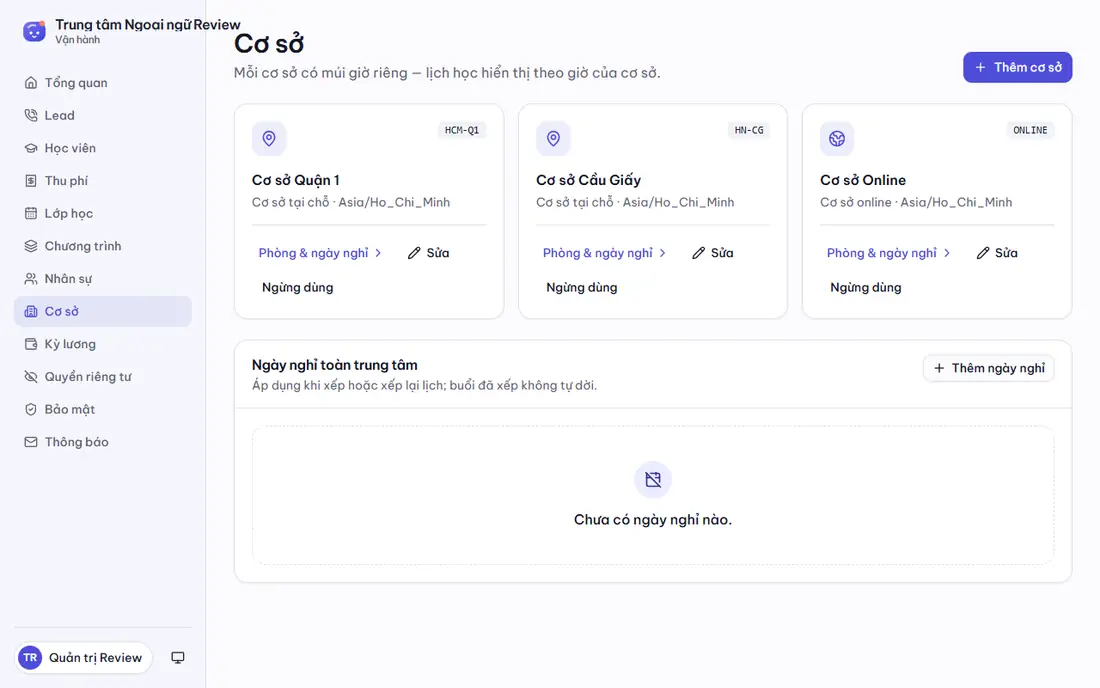 Trung tâm Ngoại ngữ Review
Vận hành
Tổng quan
Lead
Học viên
Thu phí
Lớp học
Chương trình
Nhân sự
Cơ sở
Kỳ lương
Quyền riêng tư
Bảo mật
Thông báo
TR
Quản trị Review
Cơ sở
Mỗi cơ sở có múi giờ riêng — lịch học hiển thị theo giờ của cơ sở.
+ Thêm cơ sở
HCM-Q1
Cơ sở Quận 1
Cơ sở tại chỗ · Asia/Ho_Chi_Minh
Phòng & ngày nghỉ >
Sửa
Ngừng dùng
HN-CG
Cơ sở Cầu Giấy
Cơ sở tại chỗ · Asia/Ho_Chi_Minh
Phòng & ngày nghỉ >
Sửa
Ngừng dùng
ONLINE
Cơ sở Online
Cơ sở online · Asia/Ho_Chi_Minh
Phòng & ngày nghỉ >
Sửa
Ngừng dùng
Ngày nghỉ toàn trung tâm
Áp dụng khi xếp hoặc xếp lại lịch; buổi đã xếp không tự dời.
+ Thêm ngày nghỉ
Chưa có ngày nghỉ nào.